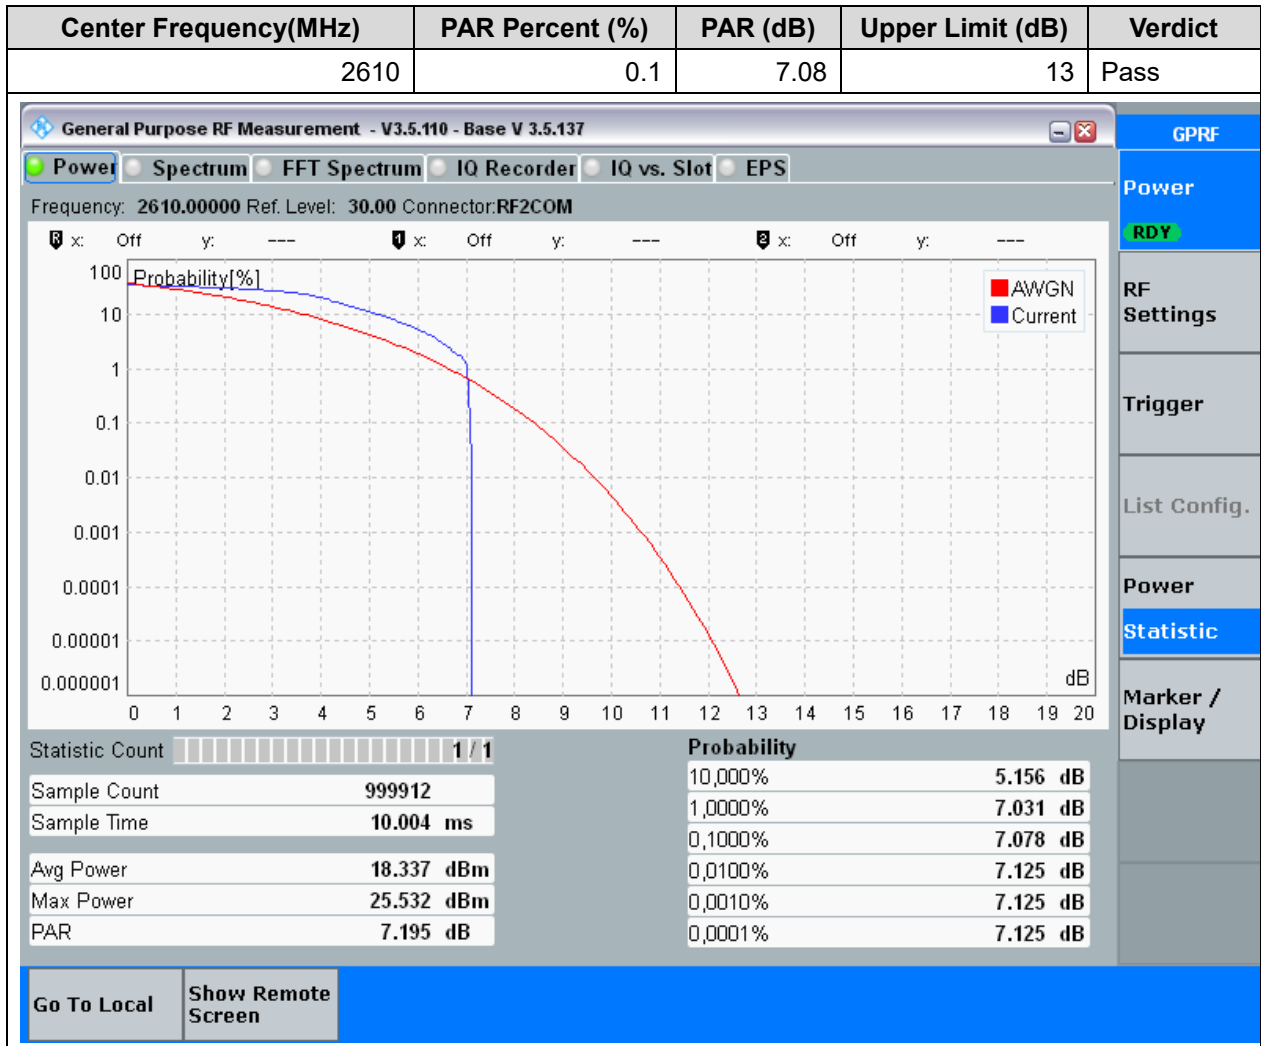 Center Frequency(MHz) PAR Percent (%) PAR (dB) Upper Limit (dB) Verdict
2610 0.1 7.08 13 Pass
General Purpose RF Measurement - V3.5.110 - Base V 3.5.137
GPRF
Power Spectrum FFT Spectrum IQ Recorder IQ vs. Slot EPS
Power
RDY
Frequency: 2610.00000 Ref. Level: 30.00 Connector:RF2COM
R x: Off y: --- 1 x: Off y: --- 2 x: Off y: ---
Probability[%]
AWGN
Current
100
10
1
0.1
0.01
0.001
0.0001
0.00001
0.000001
dB
0 1 2 3 4 5 6 7 8 9 10 11 12 13 14 15 16 17 18 19 20
RF
Settings
Trigger
List Config.
Power
Statistic
Marker /
Display
Statistic Count 1 / 1
Sample Count 999912
Sample Time 10.004 ms
Avg Power 18.337 dBm
Max Power 25.532 dBm
PAR 7.195 dB
Probability
10,000% 5.156 dB
1,0000% 7.031 dB
0,1000% 7.078 dB
0,0100% 7.125 dB
0,0010% 7.125 dB
0,0001% 7.125 dB
Go To Local
Show Remote
Screen